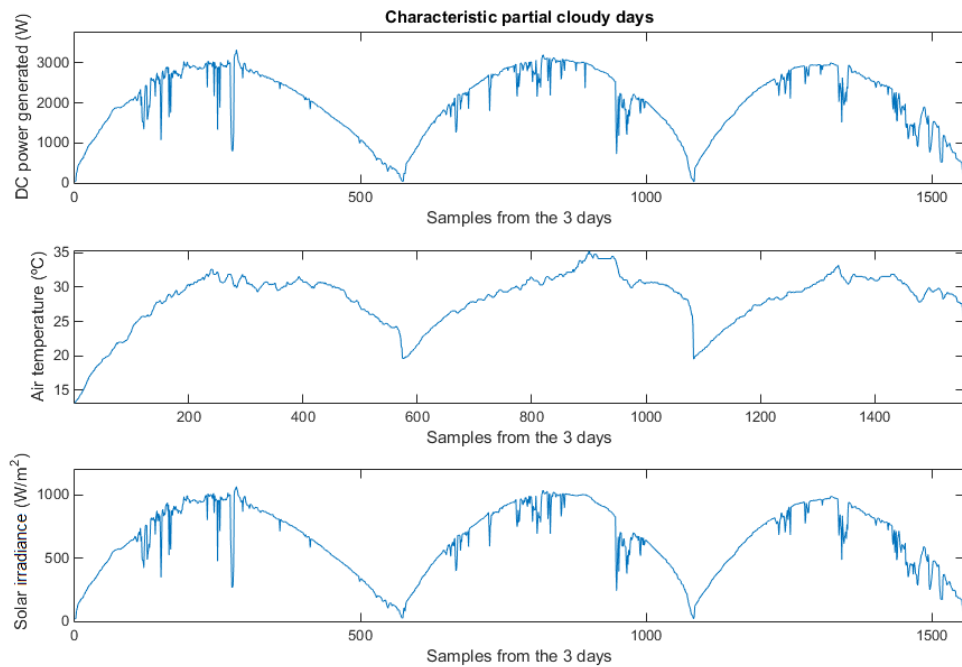 Characteristic partial cloudy days
DC power generated (W)
3000
2000
1000
0
0 500 1000 1500
Samples from the 3 days
Air temperature (ºC)
35
30
25
20
15
200 400 600 800 1000 1200 1400
Samples from the 3 days
Solar irradiance (W/m²)
1000
500
0
0 500 1000 1500
Samples from the 3 days